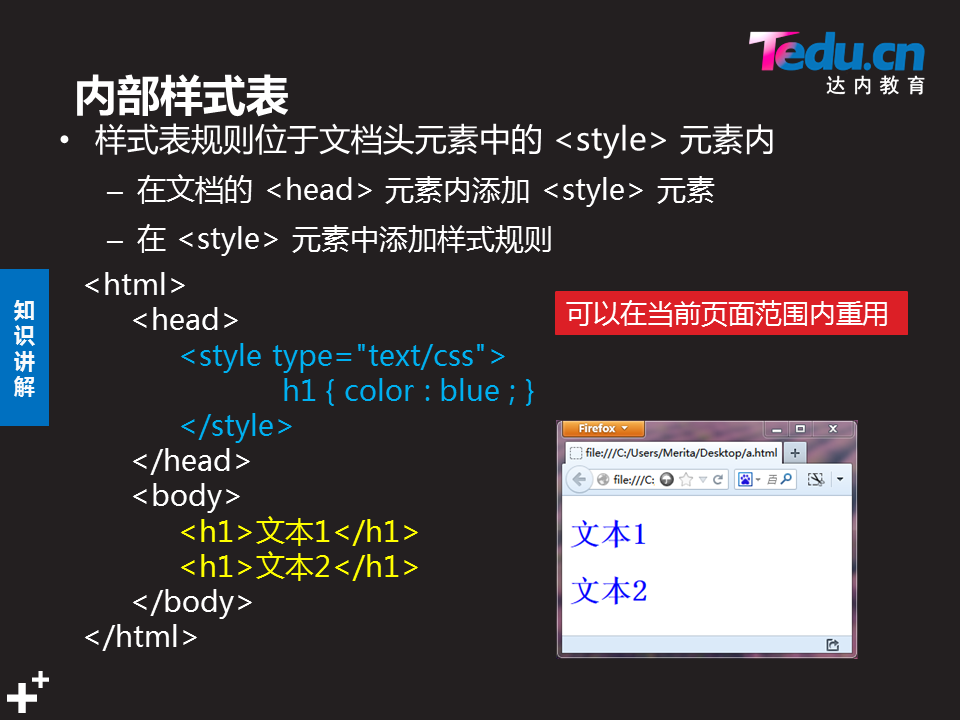 Tedu.cn
达内教育
内部样式表
• 样式表规则位于文档头元素中的 <style> 元素内
– 在文档的 <head> 元素内添加 <style> 元素
– 在 <style> 元素中添加样式规则
知识讲解
<html>
<head>
<style type="text/css">
h1 { color : blue ; }
</style>
</head>
<body>
<h1>文本1</h1>
<h1>文本2</h1>
</body>
</html>
可以在当前页面范围内重用
Firefox
file:///C:/Users/Merita/Desktop/a.html
file:///C:
百
文本1
文本2